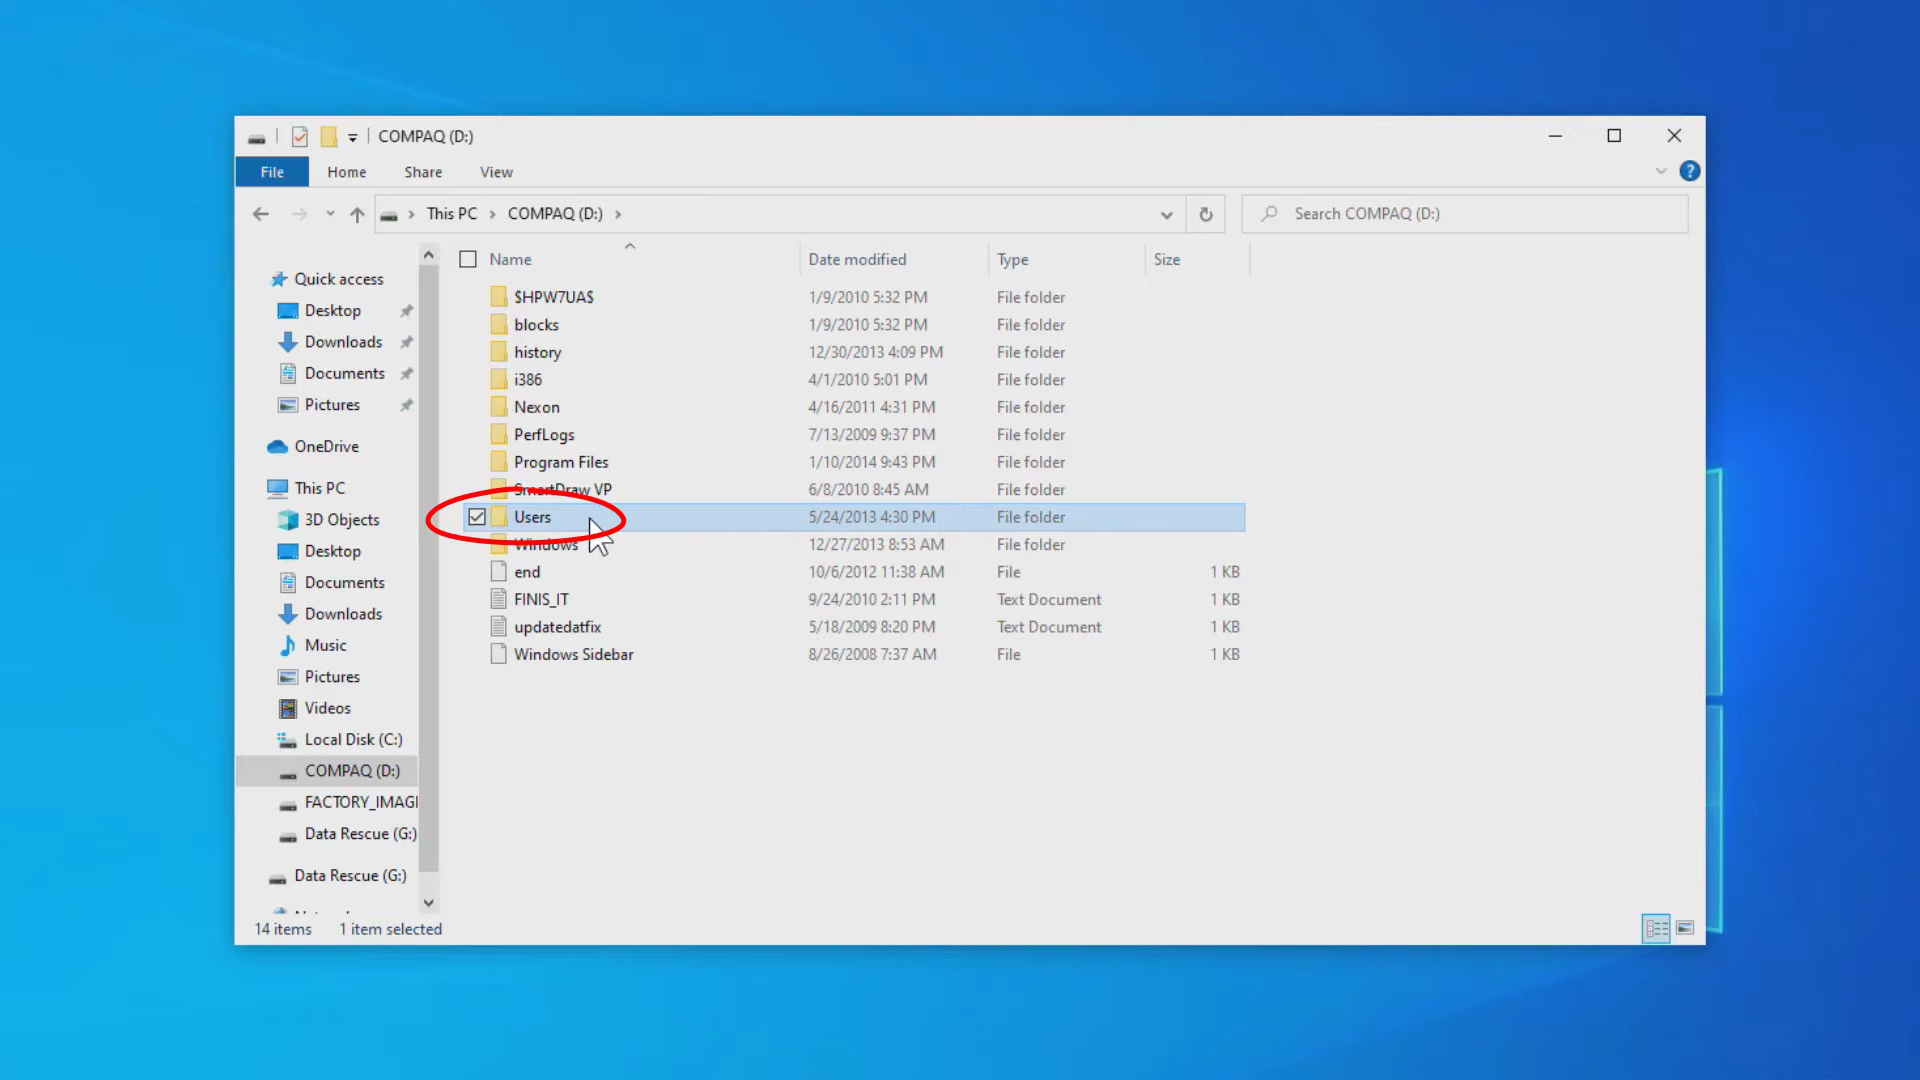 COMPAQ (D:)
File Home Share View
This PC COMPAQ (D:)
Search COMPAQ (D:)
Name Date modified Type Size
Quick access
Desktop
Downloads
Documents
Pictures
OneDrive
This PC
3D Objects
Desktop
Documents
Downloads
Music
Pictures
Videos
Local Disk (C:)
COMPAQ (D:)
FACTORY_IMAGI
Data Rescue (G:)
Data Rescue (G:)
$HPW7UA$ 1/9/2010 5:32 PM File folder
blocks 1/9/2010 5:32 PM File folder
history 12/30/2013 4:09 PM File folder
i386 4/1/2010 5:01 PM File folder
Nexon 4/16/2011 4:31 PM File folder
PerfLogs 7/13/2009 9:37 PM File folder
Program Files 1/10/2014 9:43 PM File folder
SmartDraw VP 6/8/2010 8:45 AM File folder
Users 5/24/2013 4:30 PM File folder
Windows 12/27/2013 8:53 AM File folder
end 10/6/2012 11:38 AM File 1 KB
FINIS_IT 9/24/2010 2:11 PM Text Document 1 KB
updatedatfix 5/18/2009 8:20 PM Text Document 1 KB
Windows Sidebar 8/26/2008 7:37 AM File 1 KB
14 items 1 item selected